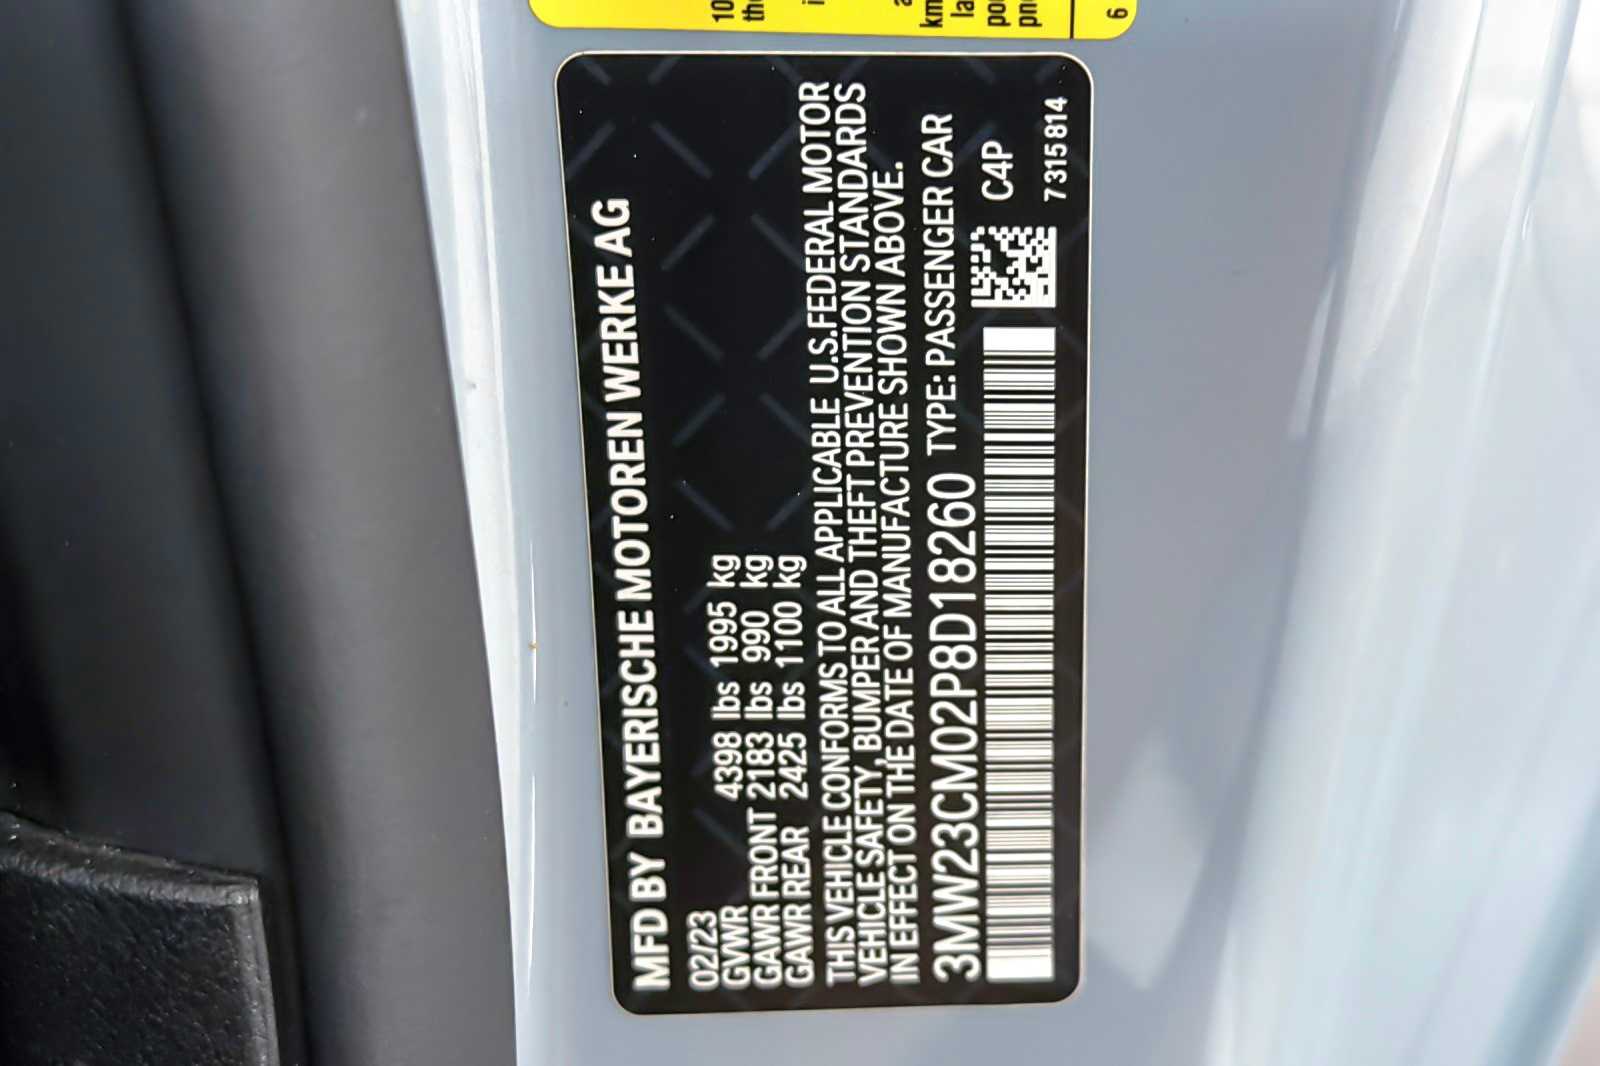 MFD BY BAYERISCHE MOTOREN WERKE AG
02/23
GVWR 4398 lbs 1995 kg
GAWR FRONT 2183 lbs 990 kg
GAWR REAR 2425 lbs 1100 kg
THIS VEHICLE CONFORMS TO ALL APPLICABLE U.S.FEDERAL MOTOR
VEHICLE SAFETY, BUMPER AND THEFT PREVENTION STANDARDS
IN EFFECT ON THE DATE OF MANUFACTURE SHOWN ABOVE.
3MW23CM02P8D18260 TYPE: PASSENGER CAR
C4P
7315814
10
6